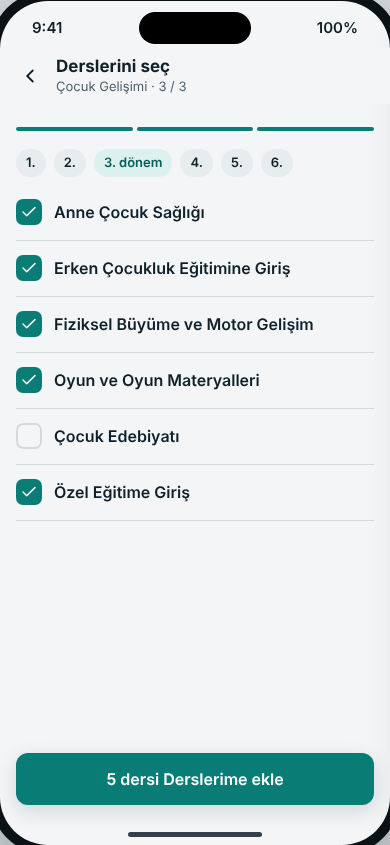 9:41
100%
Derslerini seç
Çocuk Gelişimi · 3 / 3
1.
2.
3. dönem
4.
5.
6.
Anne Çocuk Sağlığı
Erken Çocukluk Eğitimine Giriş
Fiziksel Büyüme ve Motor Gelişim
Oyun ve Oyun Materyalleri
Çocuk Edebiyatı
Özel Eğitime Giriş
5 dersi Derslerime ekle